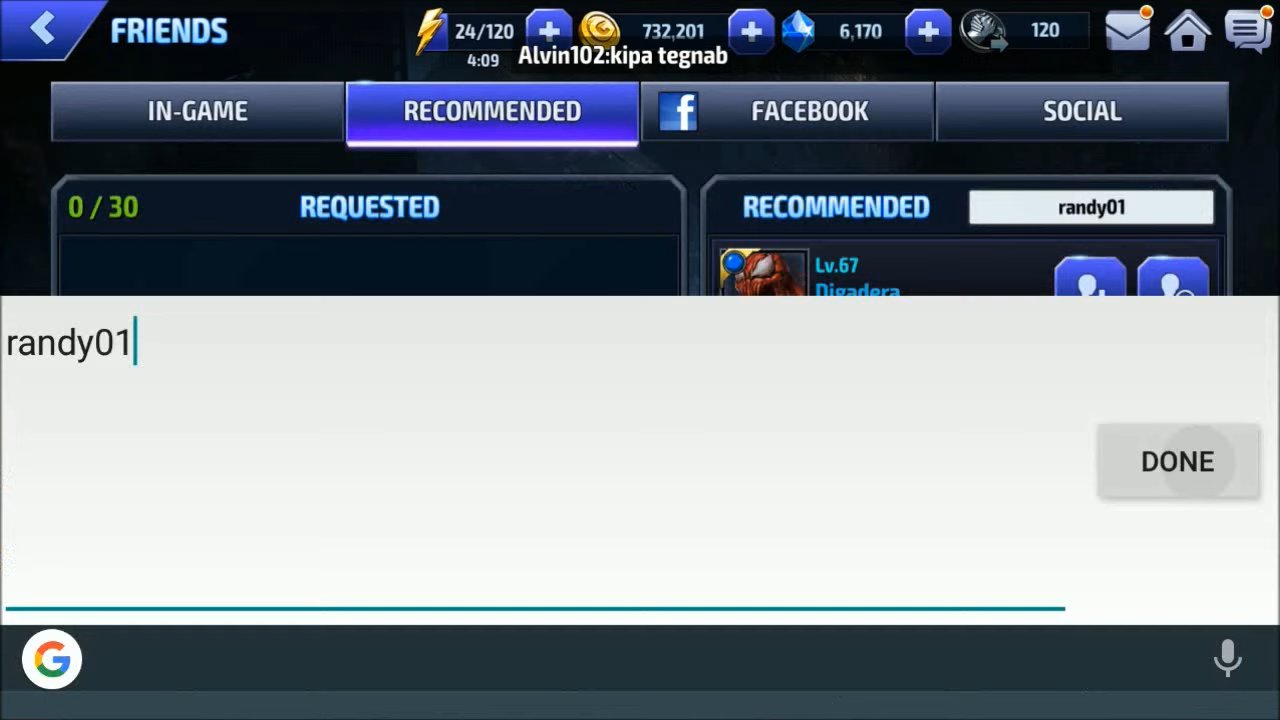 FRIENDS
24/120
732,201
6,170
120
4:09
Alvin102:kipa tegnab
IN-GAME
RECOMMENDED
f
FACEBOOK
SOCIAL
0 / 30
REQUESTED
RECOMMENDED
randy01
Lv.67
Digadera
randy01
DONE
G